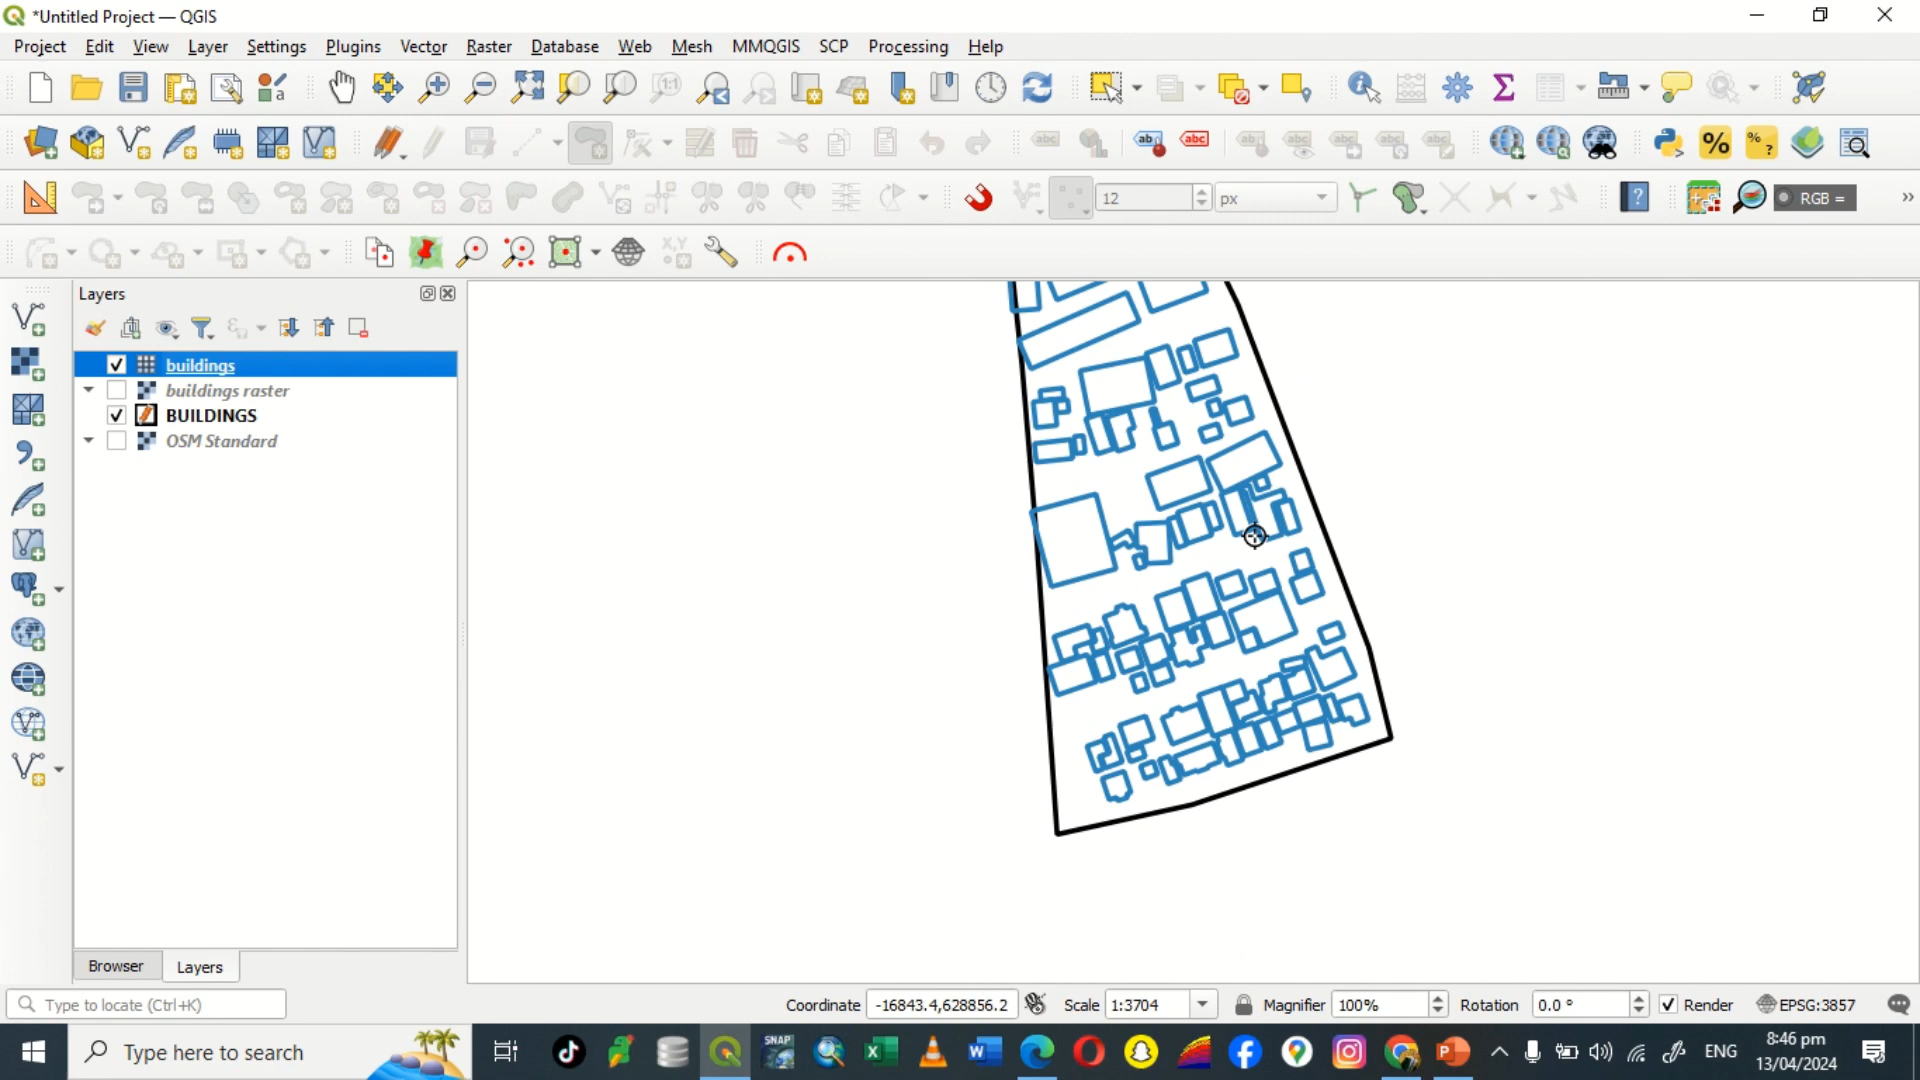 *Untitled Project — QGIS
Project Edit View Layer Settings Plugins Vector Raster Database Web Mesh MMQGIS SCP Processing Help
12 px RGB =
Layers
buildings
buildings raster
BUILDINGS
OSM Standard
Browser Layers
Type to locate (Ctrl+K) Coordinate -16843.4,628856.2 Scale 1:3704 Magnifier 100% Rotation 0.0 ° Render EPSG:3857
Type here to search ENG 8:46 pm
13/04/2024